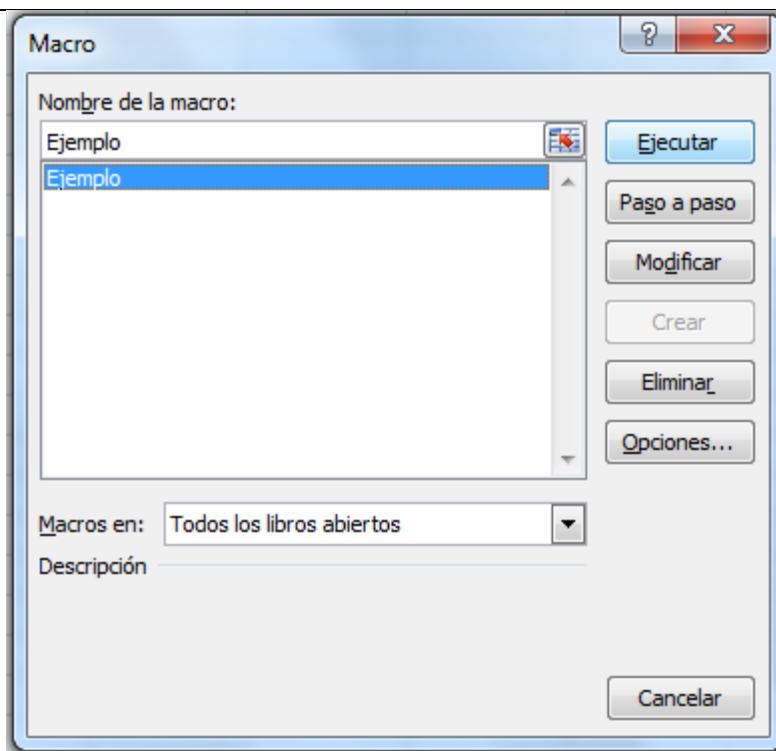 Macro
Nombre de la macro:
Ejemplo
Ejemplo
Ejecutar
Paso a paso
Modificar
Crear
Eliminar
Opciones...
Macros en: Todos los libros abiertos
Descripción
Cancelar